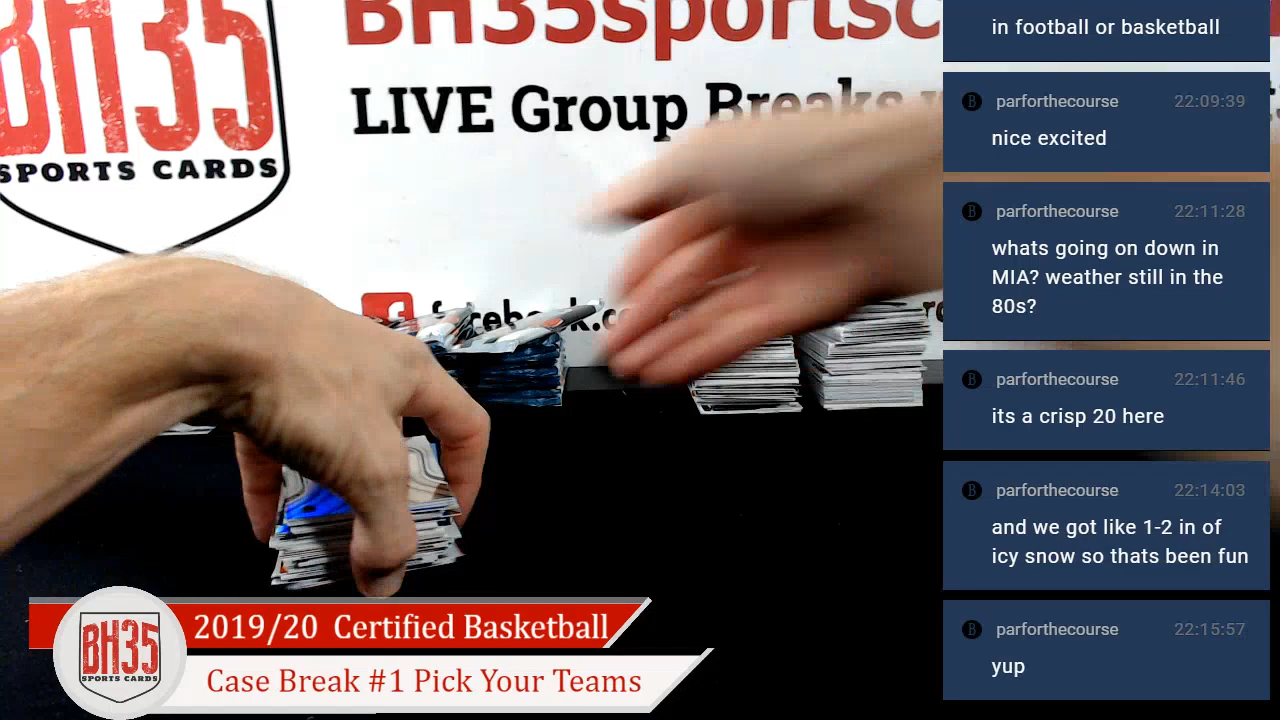 BH35
SPORTS CARDS
BH35sportsc
LIVE Group Breaks
facebook.co
in football or basketball
parforthecourse 22:09:39
nice excited
parforthecourse 22:11:28
whats going on down in
MIA? weather still in the
80s?
parforthecourse 22:11:46
its a crisp 20 here
parforthecourse 22:14:03
and we got like 1-2 in of
icy snow so thats been fun
parforthecourse 22:15:57
yup
BH35
SPORTS CARDS
2019/20 Certified Basketball
Case Break #1 Pick Your Teams